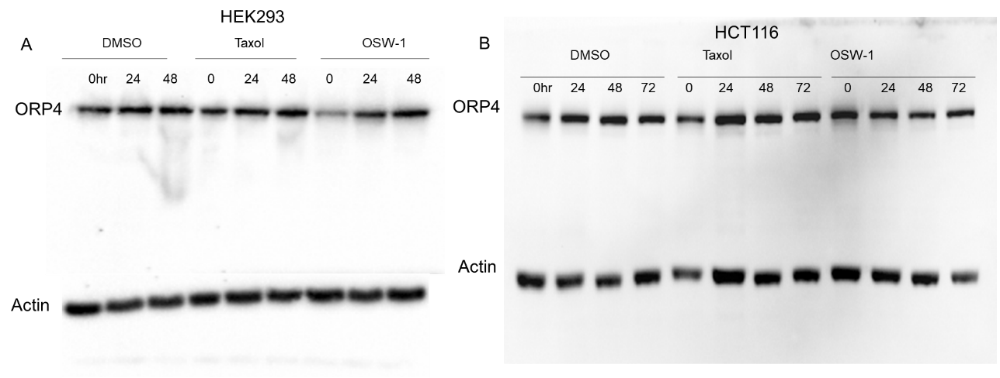 HEK293
A
DMSO Taxol OSW-1
0hr 24 48 0 24 48 0 24 48
ORP4
Actin
HCT116
B
DMSO Taxol OSW-1
0hr 24 48 72 0 24 48 72 0 24 48 72
ORP4
Actin